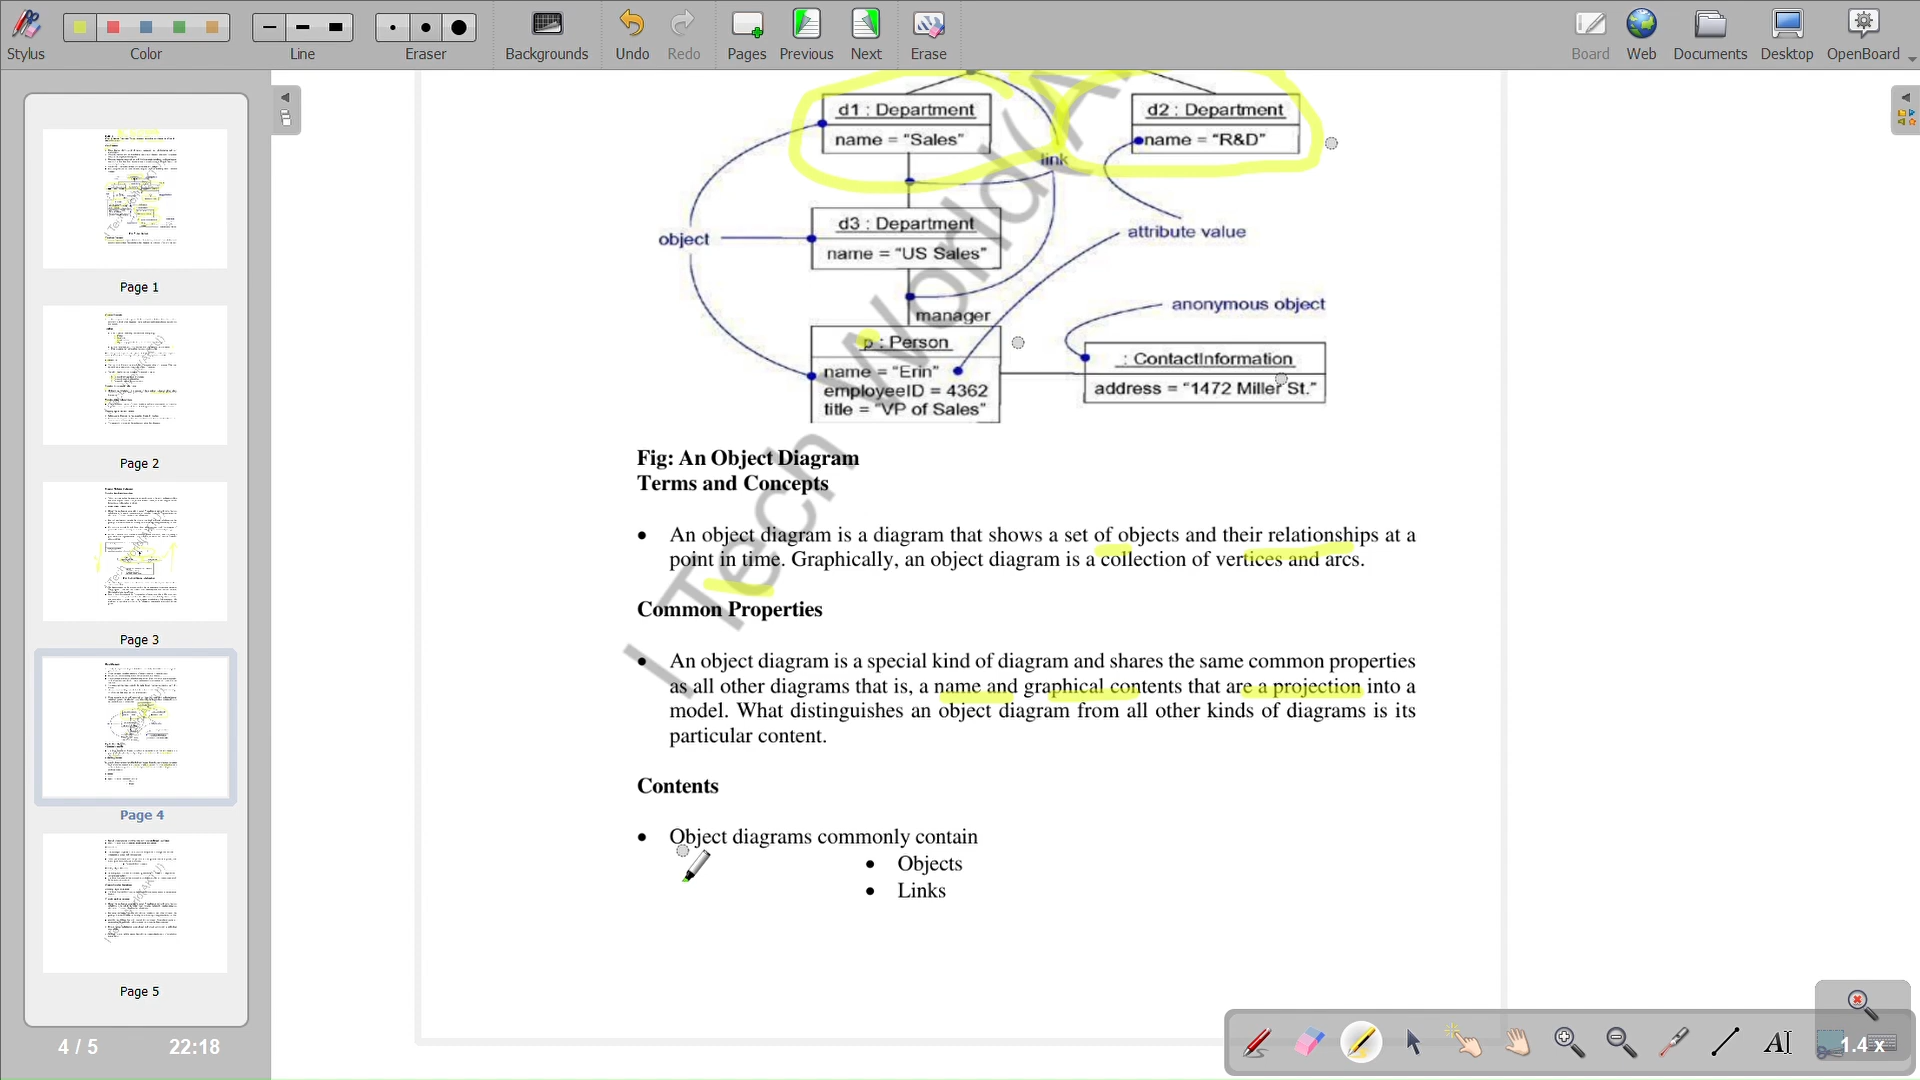 Stylus
Color
Line
Eraser
Backgrounds
Undo
Redo
Pages
Previous
Next
Erase
Board
Web
Documents
Desktop
OpenBoard
Page 1
Page 2
Page 3
Page 4
Page 5
4 / 5
22:18
d1 : Department
name = "Sales"
d2 : Department
name = "R&D"
link
object
d3 : Department
name = "US Sales"
attribute value
anonymous object
manager
p : Person
name = "Erin"
employeeID = 4362
title = "VP of Sales"
: ContactInformation
address = "1472 Miller St."
I Tech World(A
Fig: An Object Diagram
Terms and Concepts
• An object diagram is a diagram that shows a set of objects and their relationships at a
point in time. Graphically, an object diagram is a collection of vertices and arcs.
Common Properties
• An object diagram is a special kind of diagram and shares the same common properties
as all other diagrams that is, a name and graphical contents that are a projection into a
model. What distinguishes an object diagram from all other kinds of diagrams is its
particular content.
Contents
• Object diagrams commonly contain
• Objects
• Links
AI
1.4 x